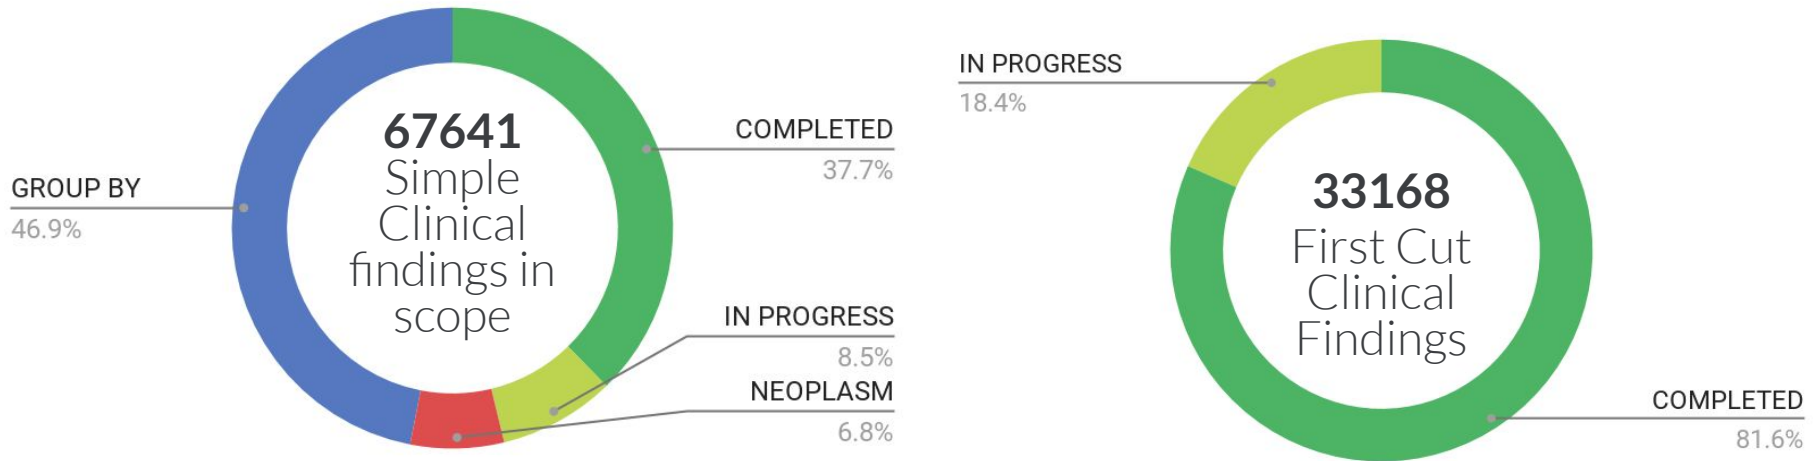 67641
Simple
Clinical
findings in
scope
GROUP BY
46.9%
COMPLETED
37.7%
IN PROGRESS
8.5%
NEOPLASM
6.8%
IN PROGRESS
18.4%
33168
First Cut
Clinical
Findings
COMPLETED
81.6%